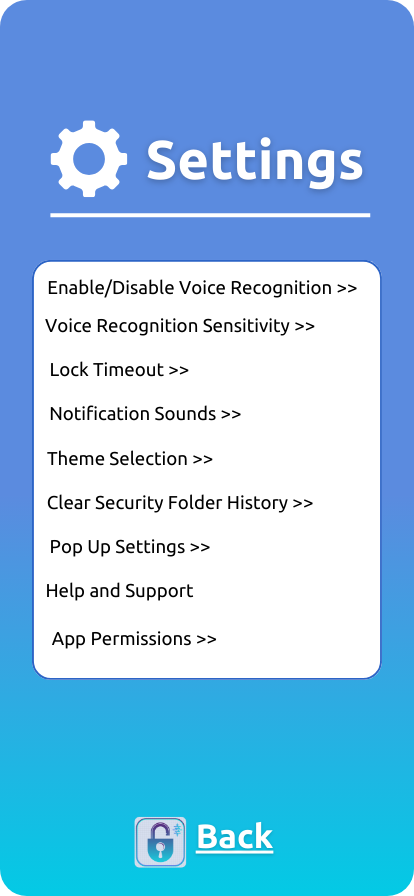 Settings
Enable/Disable Voice Recognition >>
Voice Recognition Sensitivity >>
Lock Timeout >>
Notification Sounds >>
Theme Selection >>
Clear Security Folder History >>
Pop Up Settings >>
Help and Support
App Permissions >>
Back